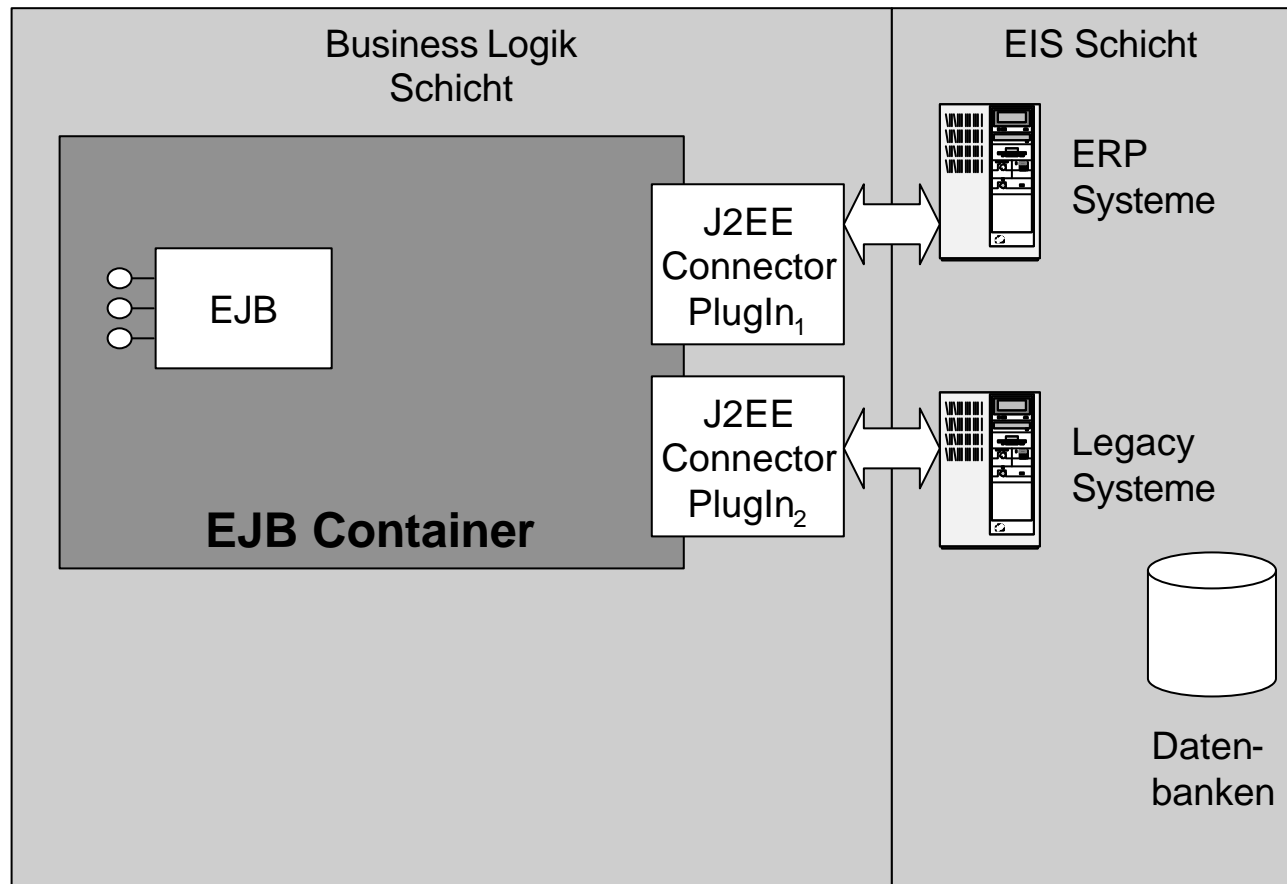 Business Logik
Schicht
EIS Schicht
ERP
Systeme
J2EE
Connector
PlugIn₁
EJB
J2EE
Connector
PlugIn₂
Legacy
Systeme
EJB Container
Daten-
banken